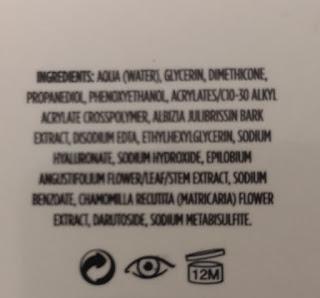 INGREDIENTS: AQUA (WATER), GLYCERIN, DIMETHICONE,
PROPANEDIOL, PHENOXYETHANOL, ACRYLATES/C10-30 ALKYL
ACRYLATE CROSSPOLYMER, ALBIZIA JULIBRISSIN BARK
EXTRACT, DISODIUM EDTA, ETHYLHEXYLGLYCERIN, SODIUM
HYALURONATE, SODIUM HYDROXIDE, EPILOBIUM
ANGUSTIFOLIUM FLOWER/LEAF/STEM EXTRACT, SODIUM
BENZOATE, CHAMOMILLA RECUTITA (MATRICARIA) FLOWER
EXTRACT, DARUTOSIDE, SODIUM METABISULFITE.
12M